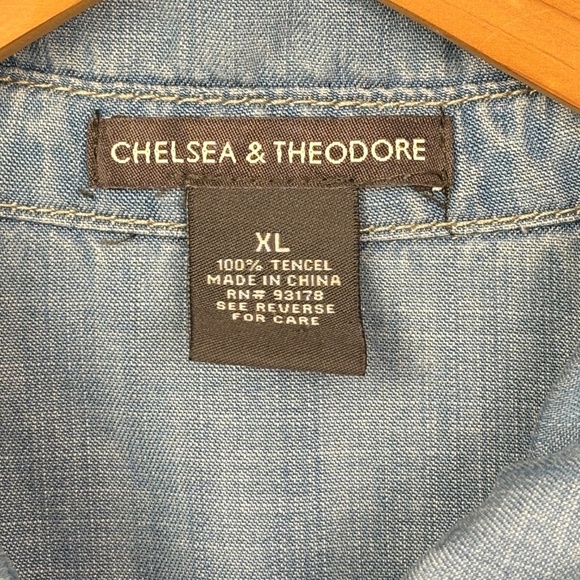 CHELSEA & THEODORE
XL
100% TENCEL
MADE IN CHINA
RN# 93178
SEE REVERSE
FOR CARE